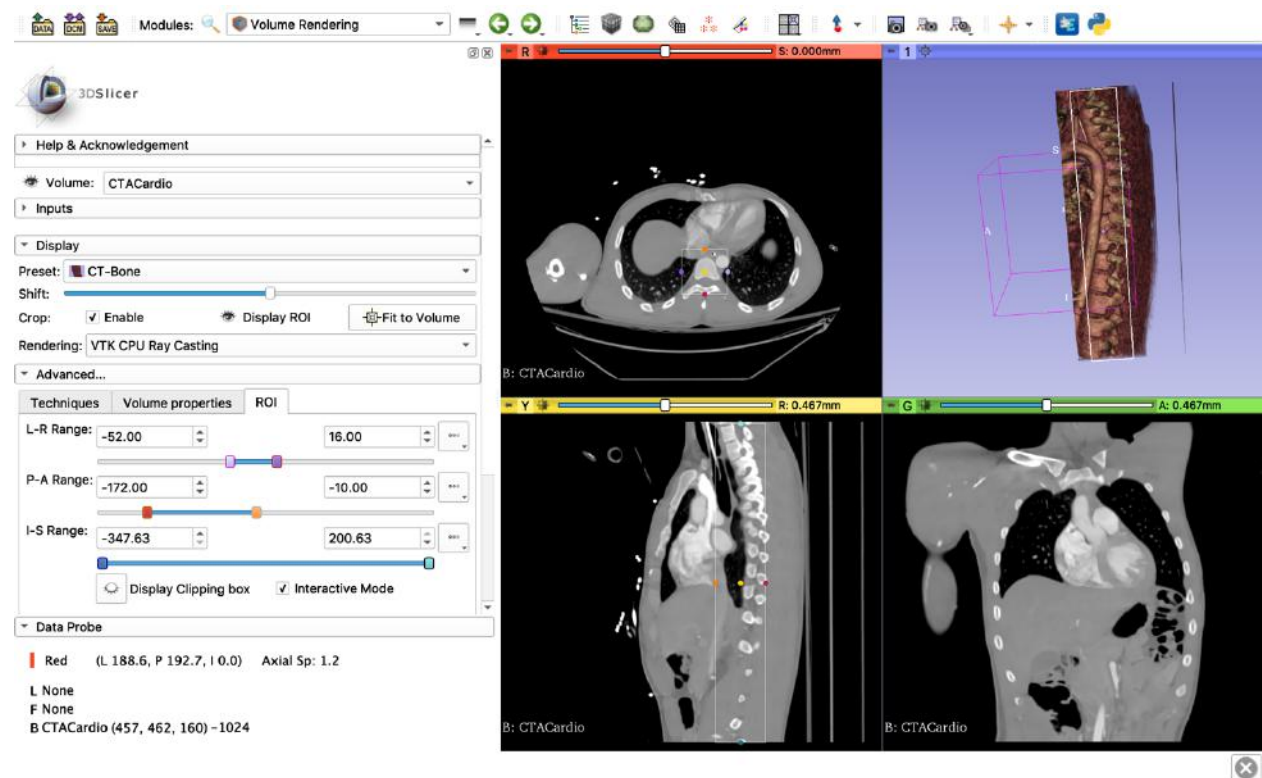 DATA DCM SAVE Modules: Volume Rendering
R S: 0.000mm
1
3DSlicer
Help & Acknowledgement
Volume: CTACardio
Inputs
Display
Preset: CT-Bone
Shift:
Crop: Enable Display ROI Fit to Volume
Rendering: VTK CPU Ray Casting
Advanced...
Techniques Volume properties ROI
L-R Range: -52.00 16.00
P-A Range: -172.00 -10.00
I-S Range: -347.63 200.63
Display Clipping box Interactive Mode
Data Probe
Red (L 188.6, P 192.7, I 0.0) Axial Sp: 1.2
L None
F None
B CTACardio (457, 462, 160) -1024
B: CTACardio
S
A
I
Y R: 0.467mm
G A: 0.467mm
B: CTACardio
B: CTACardio